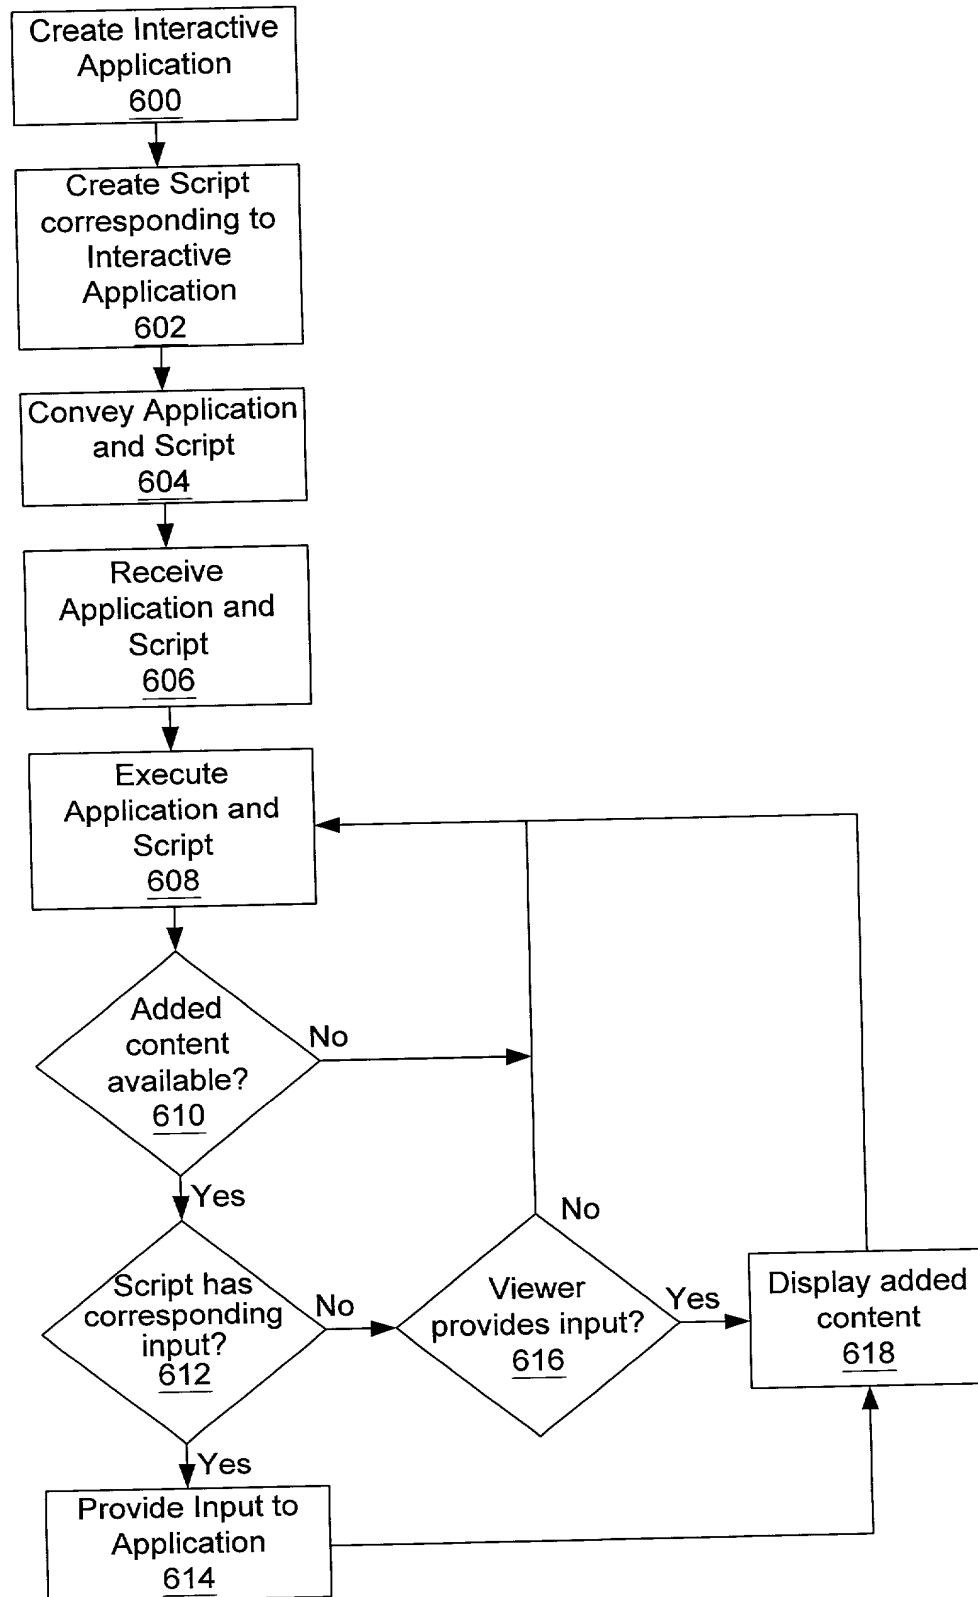 Create Interactive
Application
600
Create Script
corresponding to
Interactive
Application
602
Convey Application
and Script
604
Receive
Application and
Script
606
Execute
Application and
Script
608
Added
content
available?
610
No
Yes
Script has
corresponding
input?
612
No
Yes
Viewer
provides input?
616
No
Yes
Display added
content
618
Provide Input to
Application
614